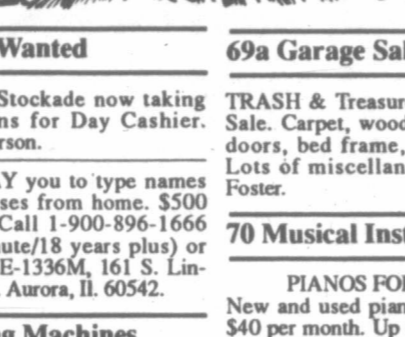 Wanted
Stockade now taking
ns for Day Cashier.
rson.
Y you to type names
ses from home. $500
Call 1-900-896-1666
ute/18 years plus) or
E-1336M, 161 S. Lin-
Aurora, Il. 60542.
ng Machines
69a Garage Sal
TRASH & Treasur
Sale. Carpet, wood
doors, bed frame,
Lots of miscellan
Foster.
70 Musical Inst
PIANOS FO
New and used pian
$40 per month. Up